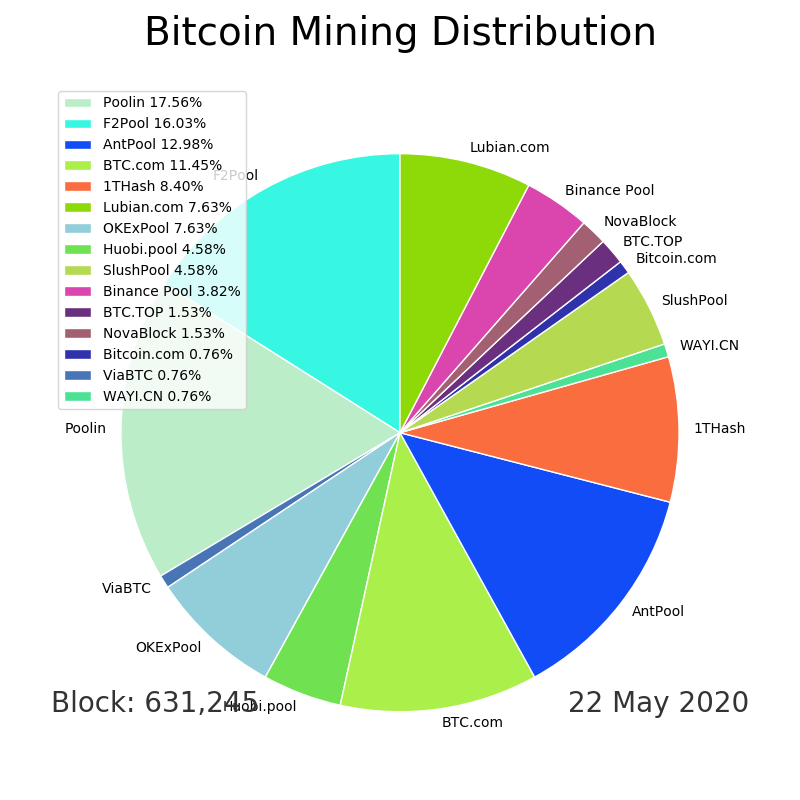 Bitcoin Mining Distribution
Poolin 17.56%
F2Pool 16.03%
AntPool 12.98%
BTC.com 11.45%
1THash 8.40%
Lubian.com 7.63%
OKExPool 7.63%
Huobi.pool 4.58%
SlushPool 4.58%
Binance Pool 3.82%
BTC.TOP 1.53%
NovaBlock 1.53%
Bitcoin.com 0.76%
ViaBTC 0.76%
WAYI.CN 0.76%
F2Pool
Lubian.com
Binance Pool
NovaBlock
BTC.TOP
Bitcoin.com
SlushPool
WAYI.CN
1THash
AntPool
BTC.com
Huobi.pool
OKExPool
ViaBTC
Poolin
Block: 631,245
22 May 2020